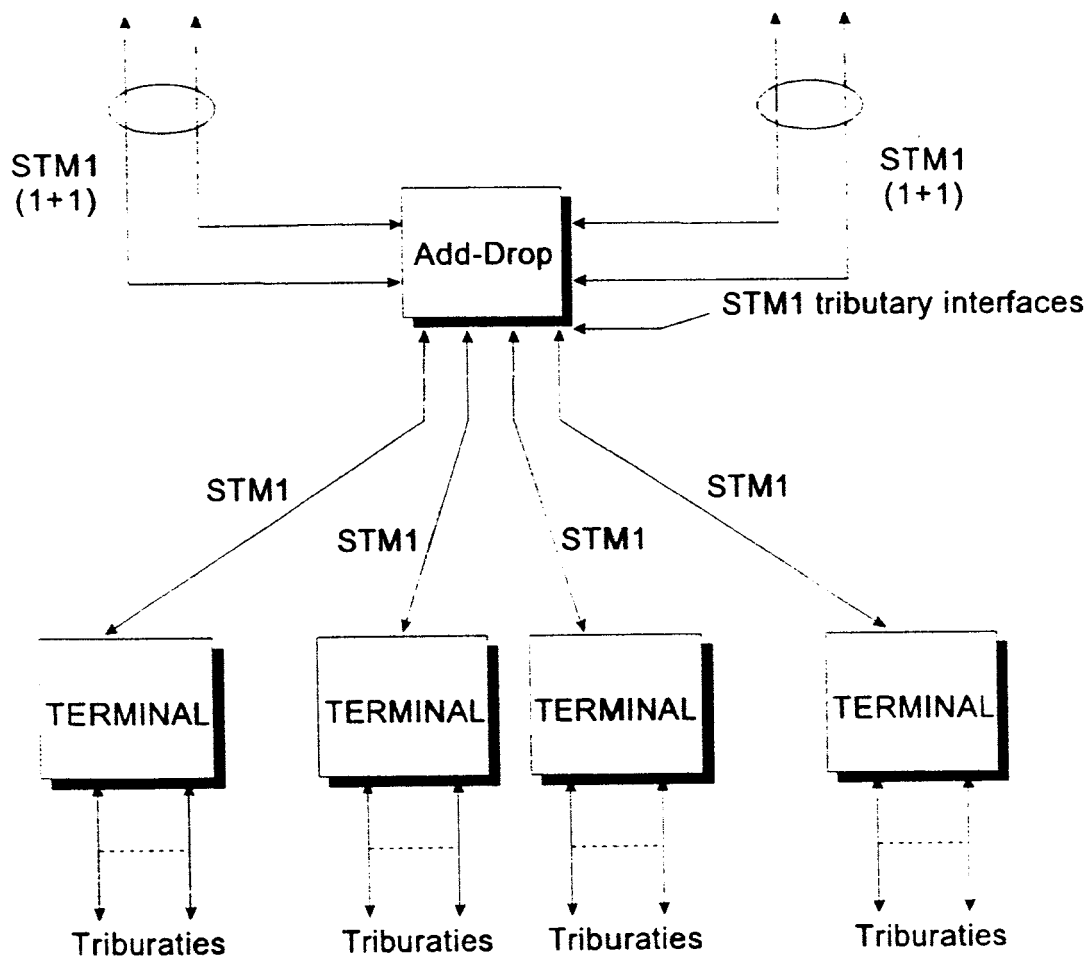 STM1
(1+1)
STM1
(1+1)
Add-Drop
STM1 tributary interfaces
STM1
STM1
STM1
STM1
TERMINAL
TERMINAL
TERMINAL
TERMINAL
Triburaties
Triburaties
Triburaties
Triburaties